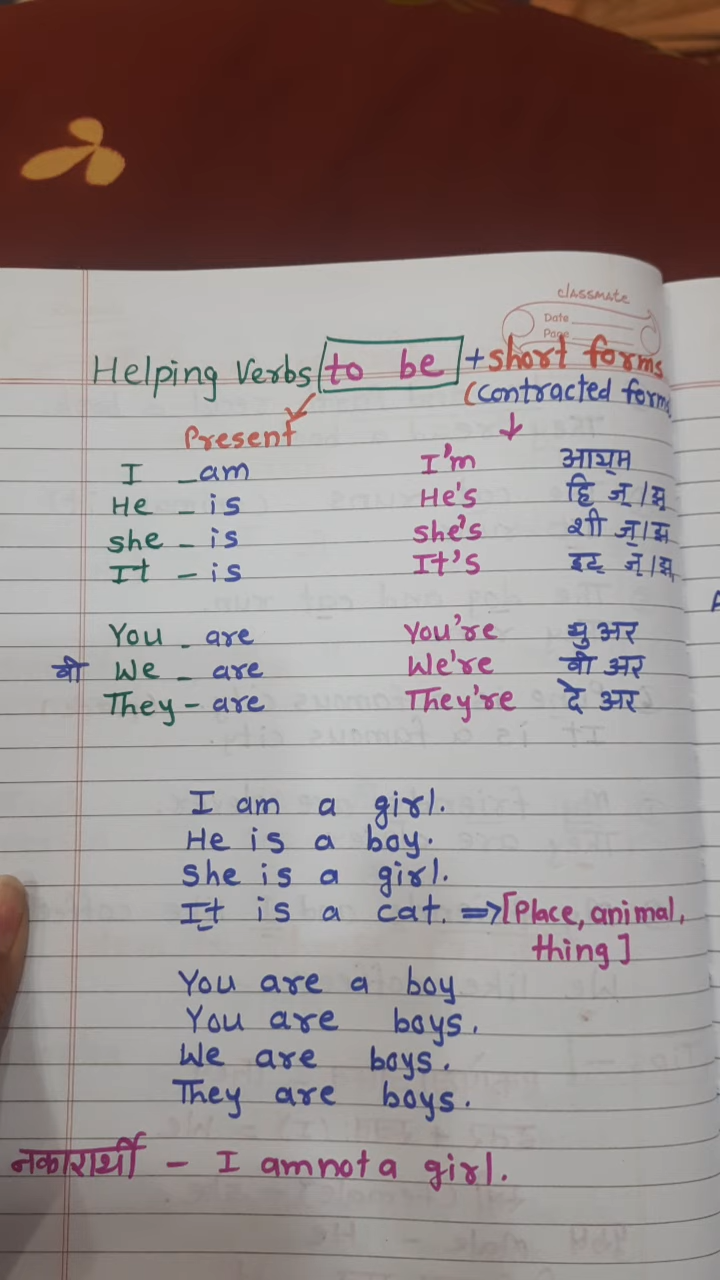 classmate
Date
Page
Helping Verbs to be + short forms
(contracted forms
Present
I - am I'm आयम
He - is He's हि ज़्/झ्
she - is She's शी ज़्/झ्
It - is It's इट् ज़्/झ्
You - are You're यु अर
वी We - are We're वी अर
They - are They're दे अर
I am a girl.
He is a boy.
She is a girl.
It is a cat. ⇒ [Place, animal,
thing]
You are a boy
You are boys.
We are boys.
They are boys.
नकारार्थी - I am not a girl.